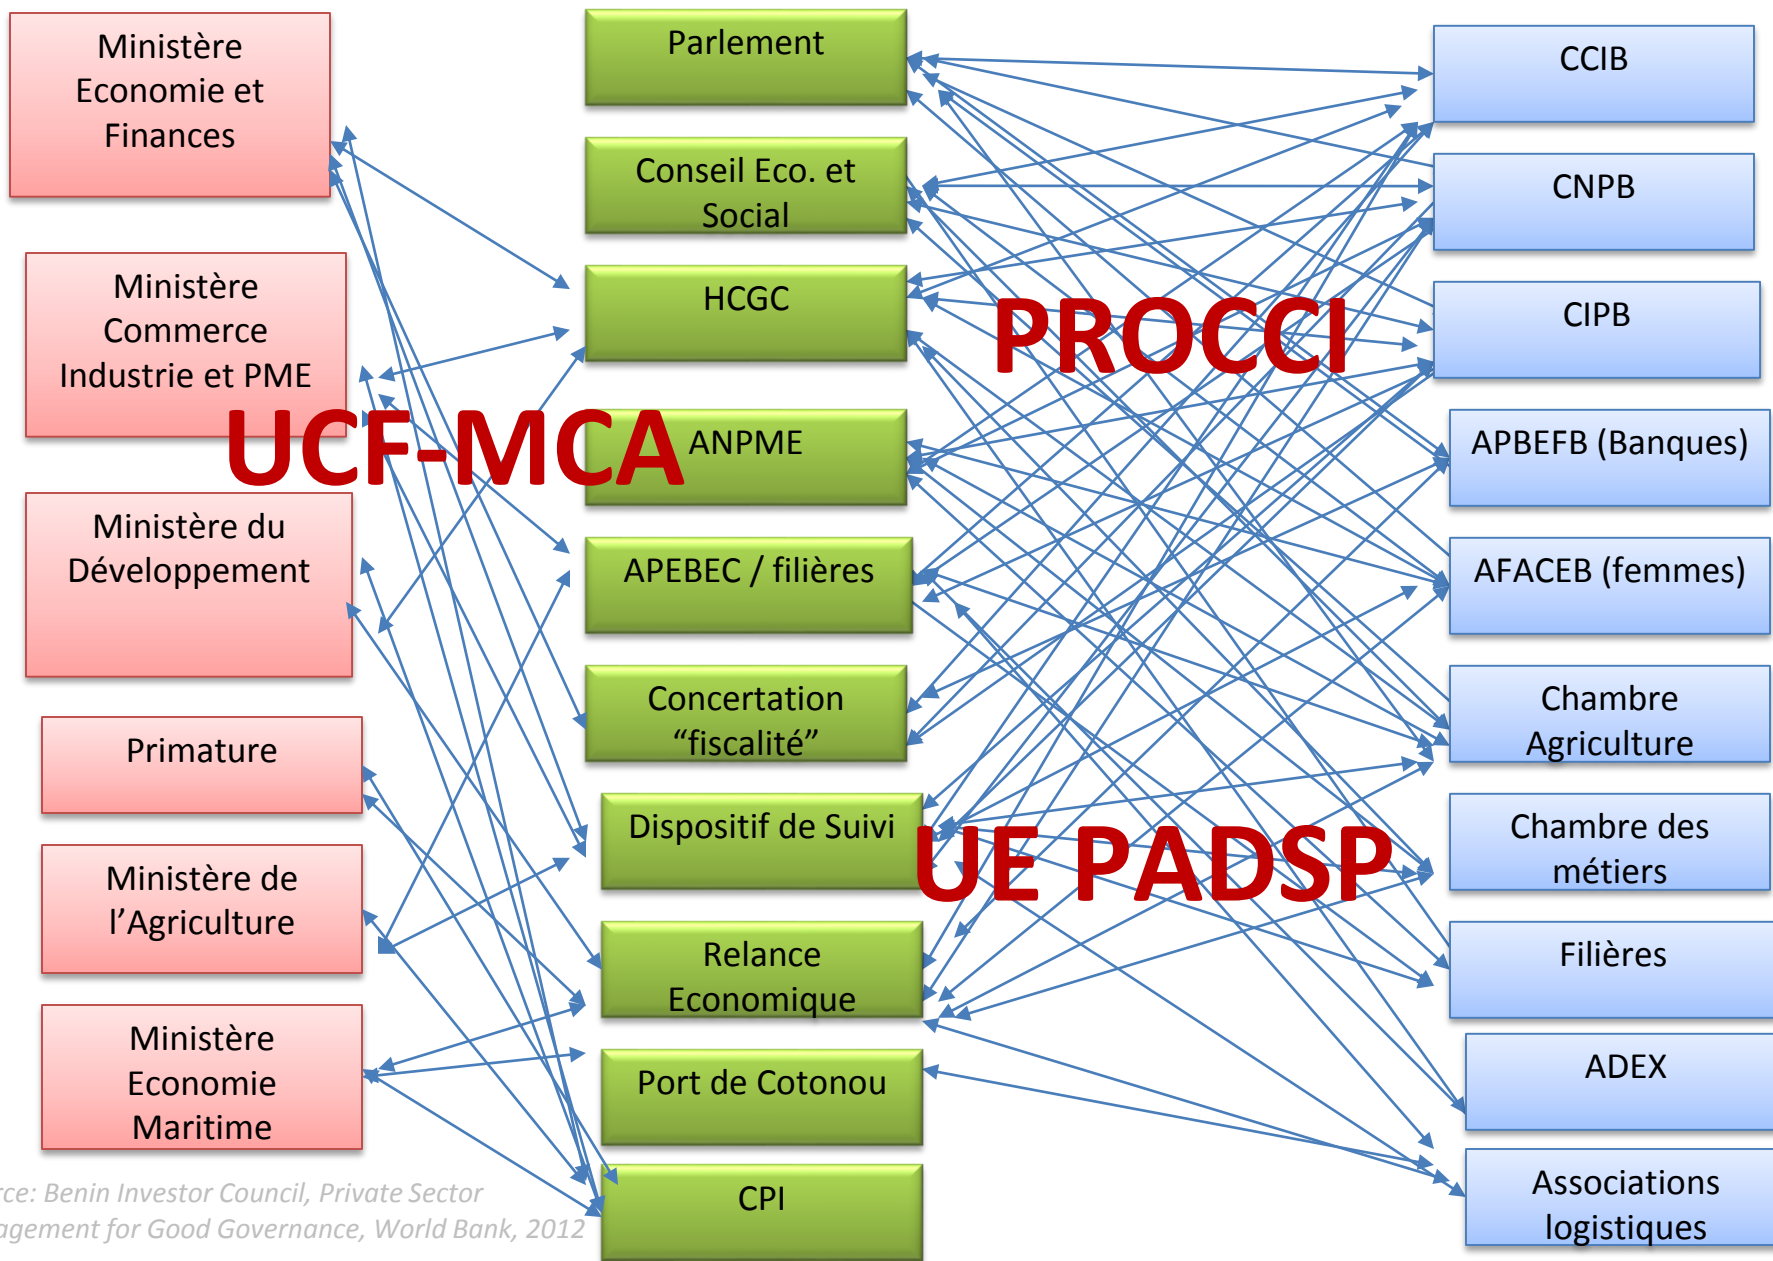 Ministère
Economie et
Finances
Ministère
Commerce
Industrie et PME
Ministère du
Développement
Primature
Ministère de
l’Agriculture
Ministère
Economie
Maritime
Parlement
Conseil Eco. et
Social
HCGC
ANPME
APEBEC / filières
Concertation
“fiscalité”
Dispositif de Suivi
Relance
Economique
Port de Cotonou
CPI
CCIB
CNPB
CIPB
APBEFB (Banques)
AFACEB (femmes)
Chambre
Agriculture
Chambre des
métiers
Filières
ADEX
Associations
logistiques
UCF-MCA
PROCCI
UE PADSP
rce: Benin Investor Council, Private Sector
agement for Good Governance, World Bank, 2012